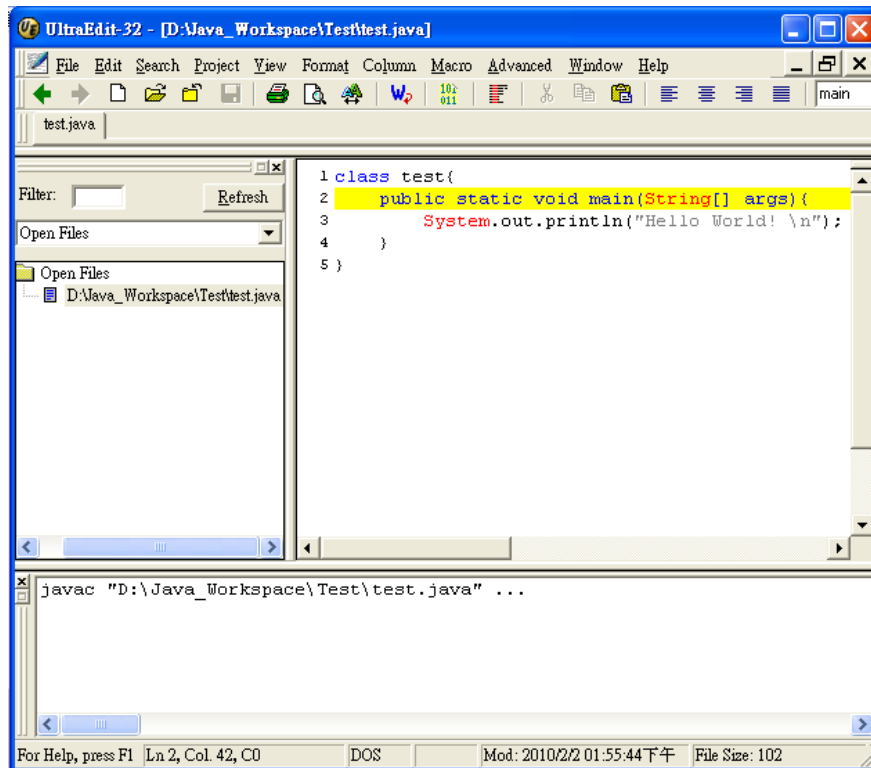 UltraEdit-32 - [D:\Java_Workspace\Test\test.java]
File Edit Search Project View Format Column Macro Advanced Window Help
main
test.java
Filter:
Refresh
Open Files
Open Files
D:\Java_Workspace\Test\test.java
1 class test{
2 public static void main(String[] args){
3 System.out.println("Hello World! \n");
4 }
5 }
javac "D:\Java_Workspace\Test\test.java" ...
For Help, press F1 Ln 2, Col. 42, C0 DOS Mod: 2010/2/2 01:55:44下午 File Size: 102